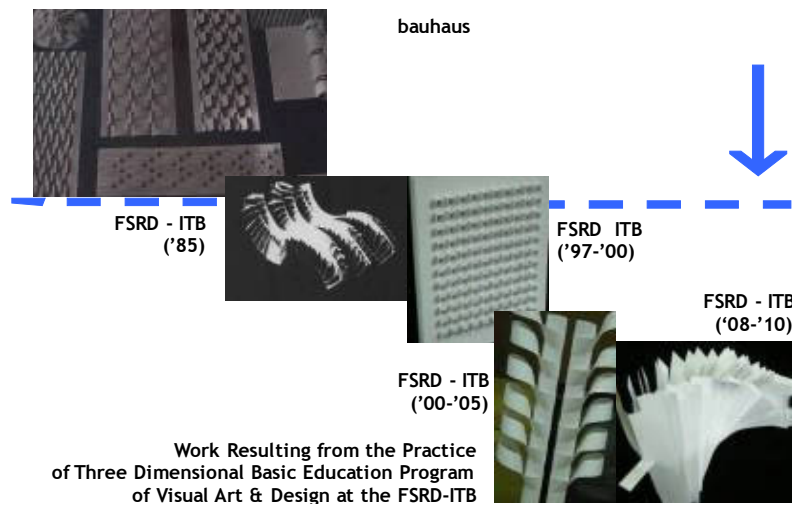 bauhaus
FSRD - ITB
('85)
FSRD ITB
('97-'00)
FSRD - ITB
(‘08-’10)
FSRD - ITB
('00-'05)
Work Resulting from the Practice
of Three Dimensional Basic Education Program
of Visual Art & Design at the FSRD-ITB